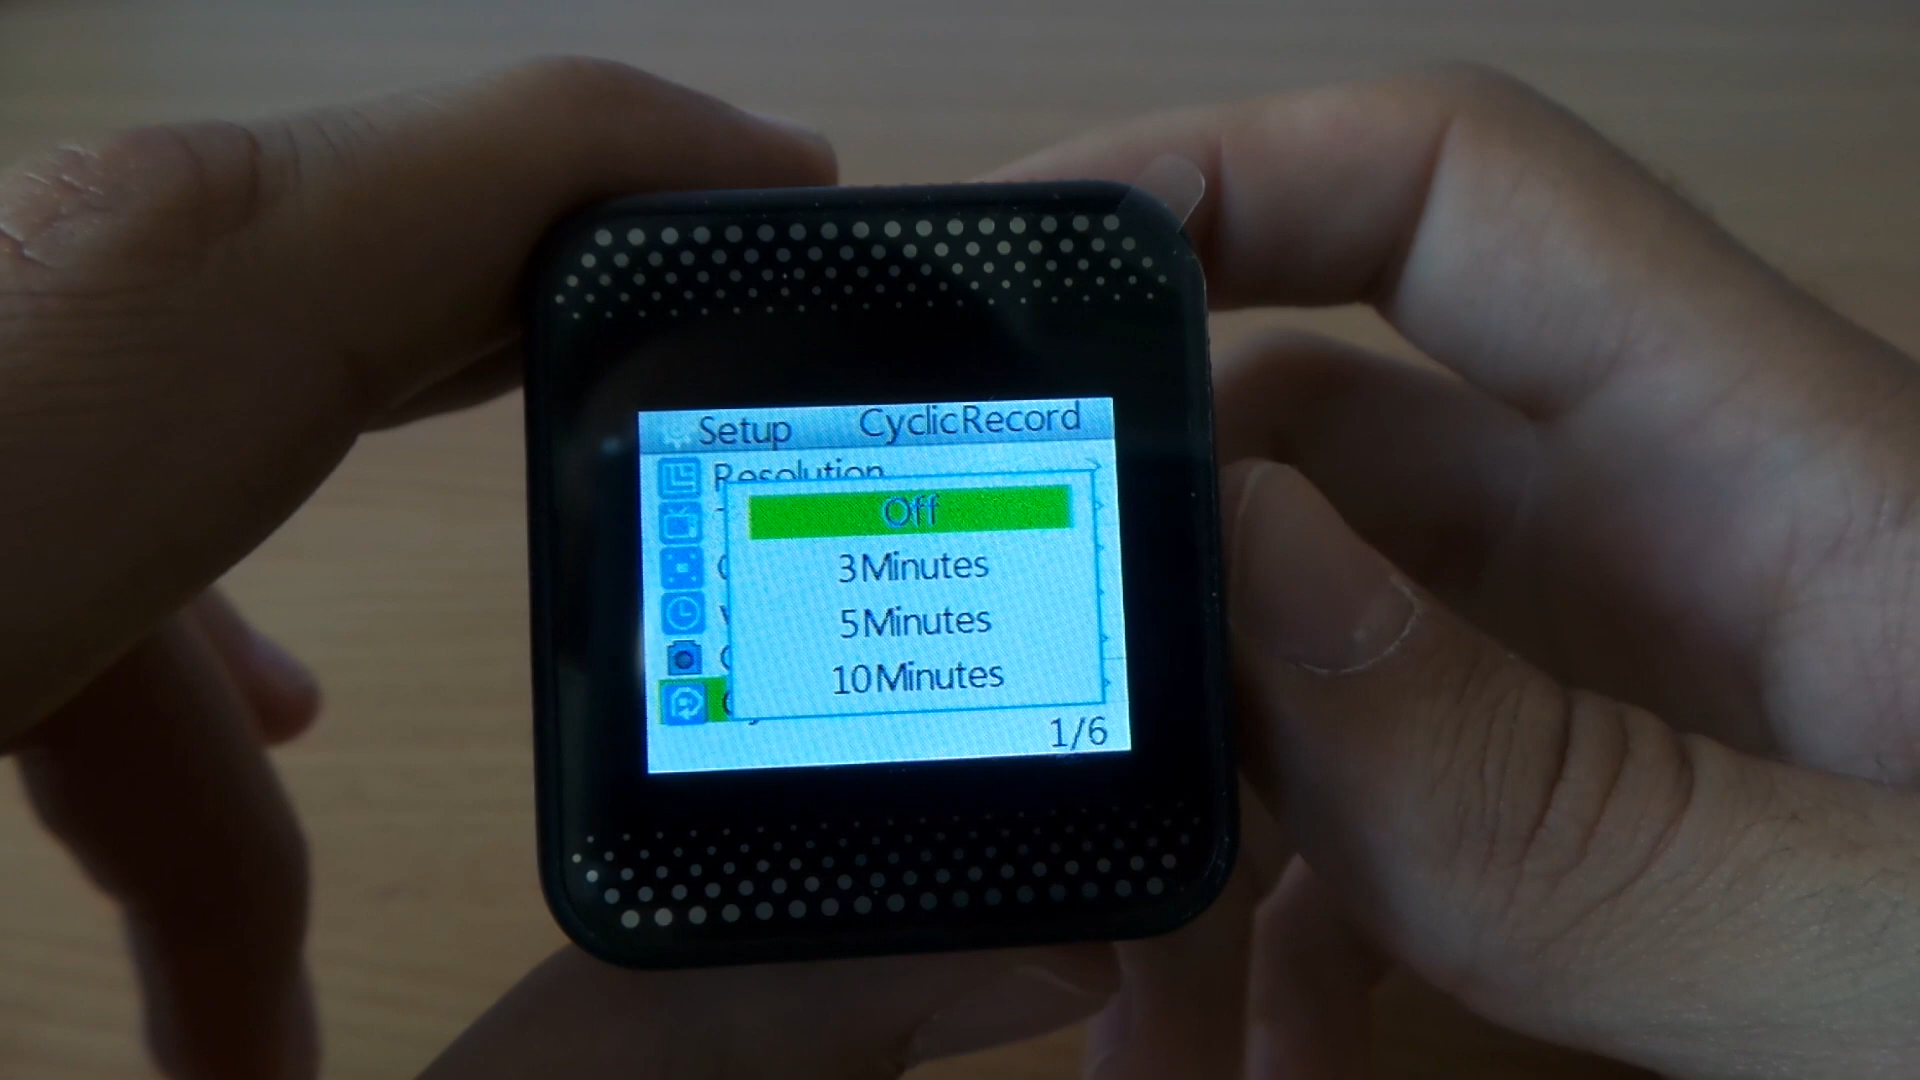 Setup CyclicRecord
Resolution
Off
3Minutes
5Minutes
10Minutes
1/6